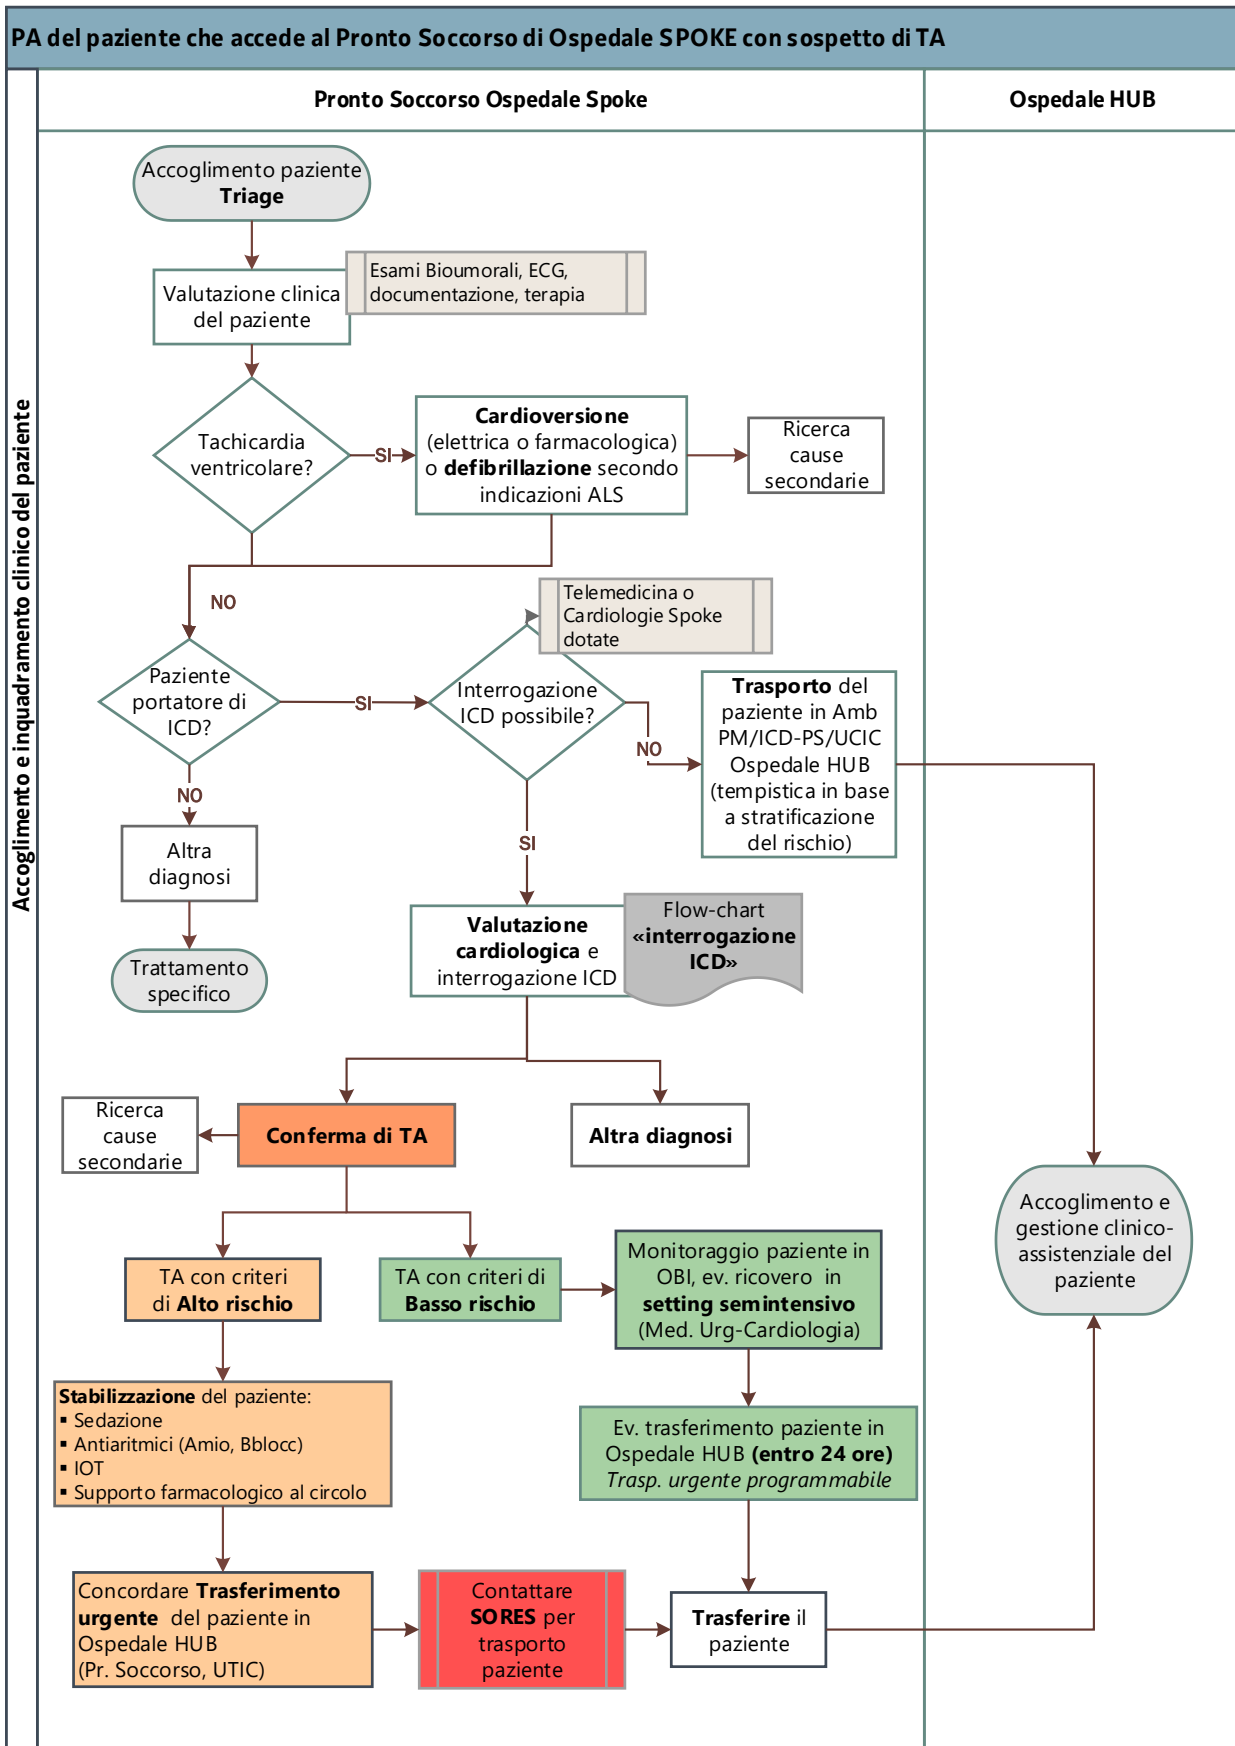 PA del paziente che accede al Pronto Soccorso di Ospedale SPOKE con sospetto di TA
Pronto Soccorso Ospedale Spoke
Ospedale HUB
Accoglimento e inquadramento clinico del paziente
Accoglimento paziente
Triage
Esami Bioumorali, ECG,
documentazione, terapia
Valutazione clinica
del paziente
Tachicardia
ventricolare?
SI
Cardioversione
(elettrica o farmacologica)
o defibrillazione secondo
indicazioni ALS
Ricerca
cause
secondarie
NO
Telemedicina o
Cardiologie Spoke
dotate
Paziente
portatore di
ICD?
SI
Interrogazione
ICD possibile?
NO
Trasporto del
paziente in Amb
PM/ICD-PS/UCIC
Ospedale HUB
(tempistica in base
a stratificazione
del rischio)
NO
SI
Altra
diagnosi
Trattamento
specifico
Valutazione
cardiologica e
interrogazione ICD
Flow-chart
«interrogazione
ICD»
Ricerca
cause
secondarie
Conferma di TA
Altra diagnosi
Accoglimento e
gestione clinico-
assistenziale del
paziente
TA con criteri
di Alto rischio
TA con criteri di
Basso rischio
Monitoraggio paziente in
OBI, ev. ricovero in
setting semintensivo
(Med. Urg-Cardiologia)
Stabilizzazione del paziente:
▪ Sedazione
▪ Antiaritmici (Amio, Bblocc)
▪ IOT
▪ Supporto farmacologico al circolo
Ev. trasferimento paziente in
Ospedale HUB (entro 24 ore)
Trasp. urgente programmabile
Concordare Trasferimento
urgente del paziente in
Ospedale HUB
(Pr. Soccorso, UTIC)
Contattare
SORES per
trasporto
paziente
Trasferire il
paziente